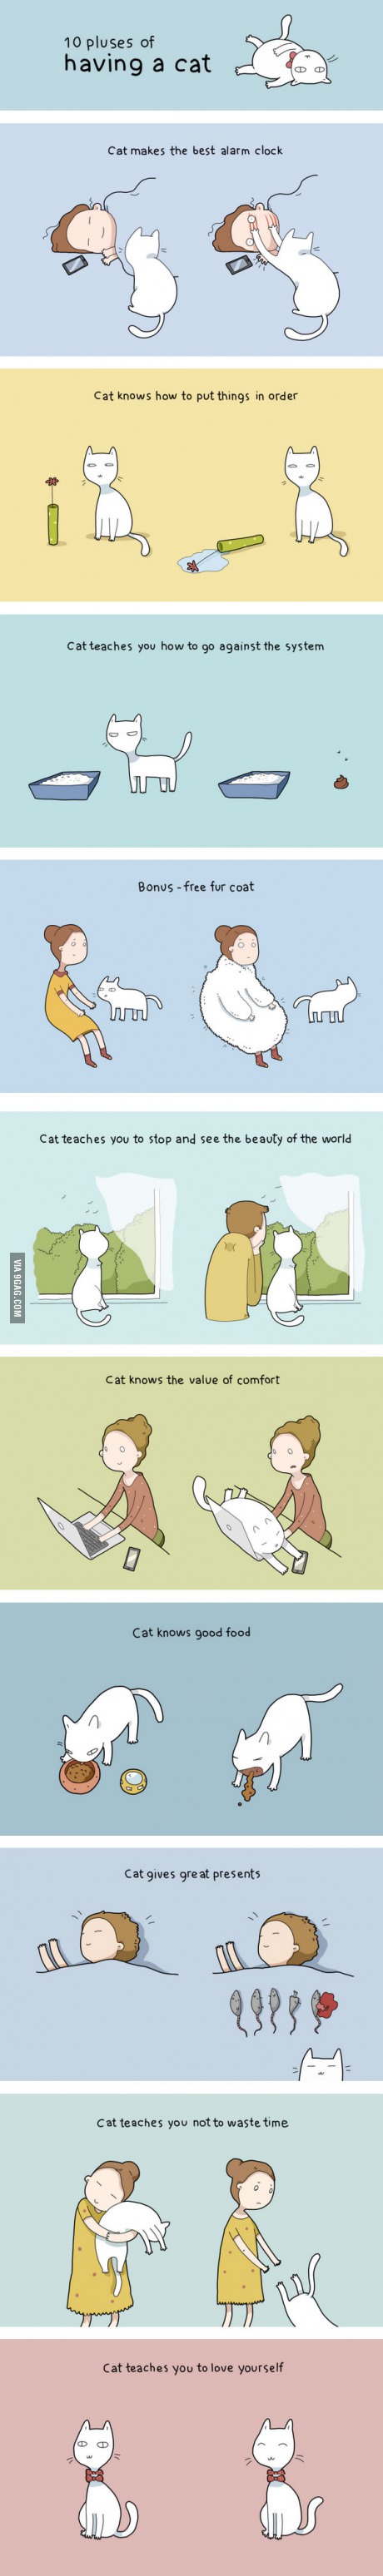 10 pluses of
having a cat
Cat makes the best alarm clock
Cat knows how to put things in order
Cat teaches you how to go against the system
Bonus - free fur coat
Cat teaches you to stop and see the beauty of the world
VIA 9GAG.COM
Cat knows the value of comfort
Cat knows good food
Cat gives great presents
Cat teaches you not to waste time
Cat teaches you to love yourself